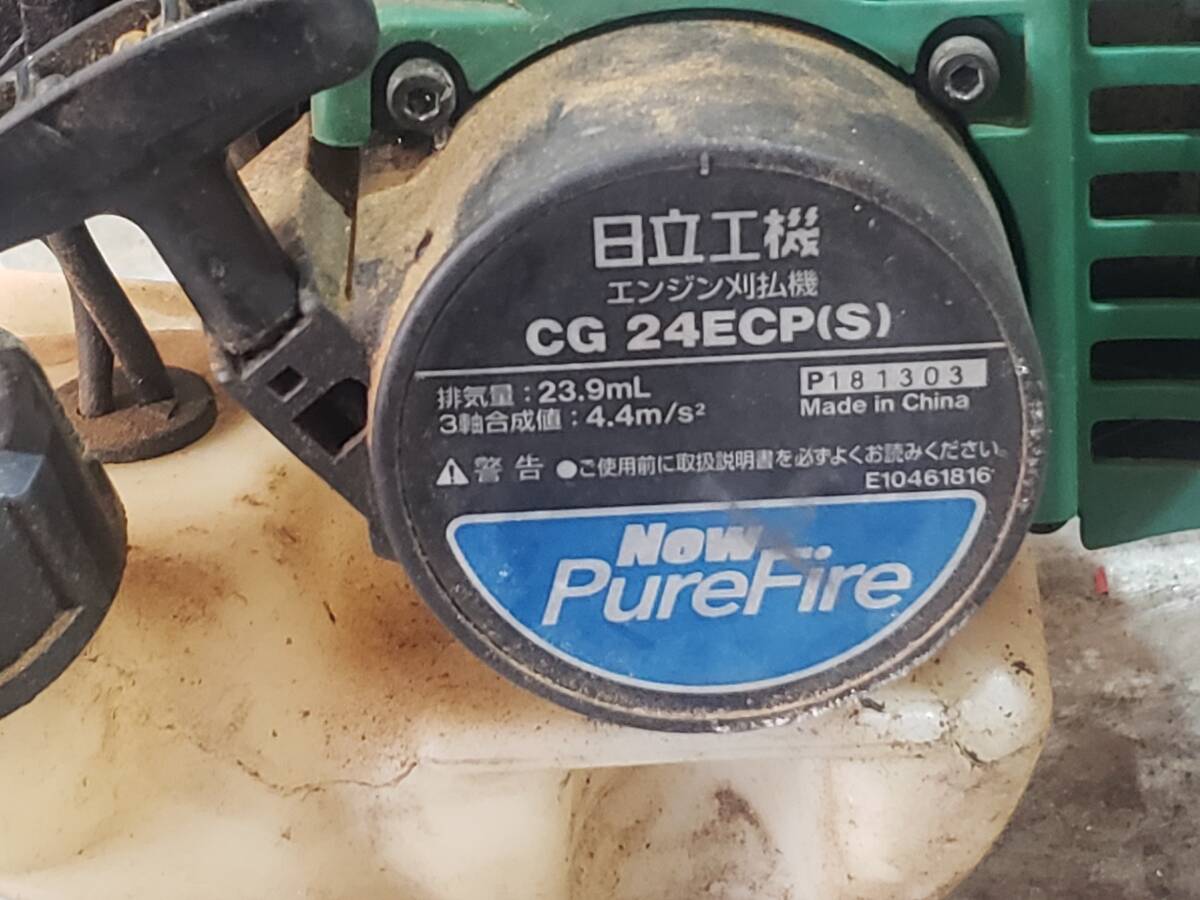 日立工機
エンジン刈払機
CG 24ECP(S)
排気量：23.9mL
P181303
3軸合成値：4.4m/s²
Made in China
警告 ●ご使用前に取扱説明書を必ずよくお読みください。
E10461816
Now
PureFire